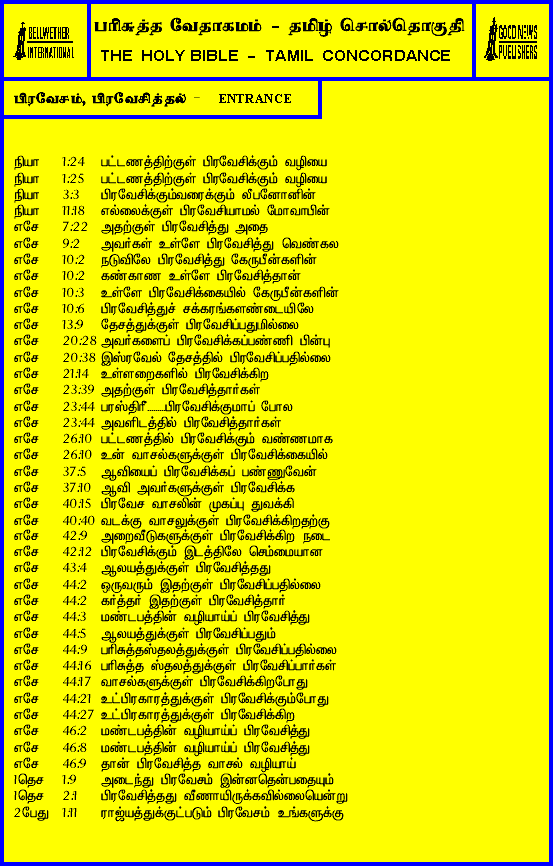 BELLWETHER
INTERNATIONAL
பரிசுத்த வேதாகமம் - தமிழ் சொல்தொகுதி
THE HOLY BIBLE - TAMIL CONCORDANCE
GOOD NEWS
PUBLISHERS
பிரவேசம், பிரவேசித்தல் - ENTRANCE
நியா 1:24 பட்டணத்திற்குள் பிரவேசிக்கும் வழியை
நியா 1:25 பட்டணத்திற்குள் பிரவேசிக்கும் வழியை
நியா 3:3 பிரவேசிக்கும்வரைக்கும் லீபனோனின்
நியா 11:18 எல்லைக்குள் பிரவேசியாமல் மோவாபின்
எசே 7:22 அதற்குள் பிரவேசித்து அதை
எசே 9:2 அவர்கள் உள்ளே பிரவேசித்து வெண்கல
எசே 10:2 நடுவிலே பிரவேசித்து கேருபீன்களின்
எசே 10:2 கண்காண உள்ளே பிரவேசித்தான்
எசே 10:3 உள்ளே பிரவேசிக்கையில் கேருபீன்களின்
எசே 10:6 பிரவேசித்துச் சக்கரங்களண்டையிலே
எசே 13:9 தேசத்துக்குள் பிரவேசிப்பதுமில்லை
எசே 20:28 அவர்களைப் பிரவேசிக்கப்பண்ணி பின்பு
எசே 20:38 இஸ்ரவேல் தேசத்தில் பிரவேசிப்பதில்லை
எசே 21:14 உள்ளறைகளில் பிரவேசிக்கிற
எசே 23:39 அதற்குள் பிரவேசித்தார்கள்
எசே 23:44 பரஸ்திரீ.........பிரவேசிக்குமாப் போல
எசே 23:44 அவளிடத்தில் பிரவேசித்தார்கள்
எசே 26:10 பட்டணத்தில் பிரவேசிக்கும் வண்ணமாக
எசே 26:10 உன் வாசல்களுக்குள் பிரவேசிக்கையில்
எசே 37:5 ஆவியைப் பிரவேசிக்கப் பண்ணுவேன்
எசே 37:10 ஆவி அவர்களுக்குள் பிரவேசிக்க
எசே 40:15 பிரவேச வாசலின் முகப்பு துவக்கி
எசே 40:40 வடக்கு வாசலுக்குள் பிரவேசிக்கிறதற்கு
எசே 42:9 அறைவீடுகளுக்குள் பிரவேசிக்கிற நடை
எசே 42:12 பிரவேசிக்கும் இடத்திலே செம்மையான
எசே 43:4 ஆலயத்துக்குள் பிரவேசித்தது
எசே 44:2 ஒருவரும் இதற்குள் பிரவேசிப்பதில்லை
எசே 44:2 கர்த்தர் இதற்குள் பிரவேசித்தார்
எசே 44:3 மண்டபத்தின் வழியாய்ப் பிரவேசித்து
எசே 44:5 ஆலயத்துக்குள் பிரவேசிப்பதும்
எசே 44:9 பரிசுத்தஸ்தலத்துக்குள் பிரவேசிப்பதில்லை
எசே 44:16 பரிசுத்த ஸ்தலத்துக்குள் பிரவேசிப்பார்கள்
எசே 44:17 வாசல்களுக்குள் பிரவேசிக்கிறபோது
எசே 44:21 உட்பிரகாரத்துக்குள் பிரவேசிக்கும்போது
எசே 44:27 உட்பிரகாரத்துக்குள் பிரவேசிக்கிற
எசே 46:2 மண்டபத்தின் வழியாய்ப் பிரவேசித்து
எசே 46:8 மண்டபத்தின் வழியாய்ப் பிரவேசித்து
எசே 46:9 தான் பிரவேசித்த வாசல் வழியாய்
1தெச 1:9 அடைந்து பிரவேசம் இன்னதென்பதையும்
1தெச 2:1 பிரவேசித்தது வீணாயிருக்கவில்லையென்று
2பேது 1:11 ராஜ்யத்துக்குட்படும் பிரவேசம் உங்களுக்கு